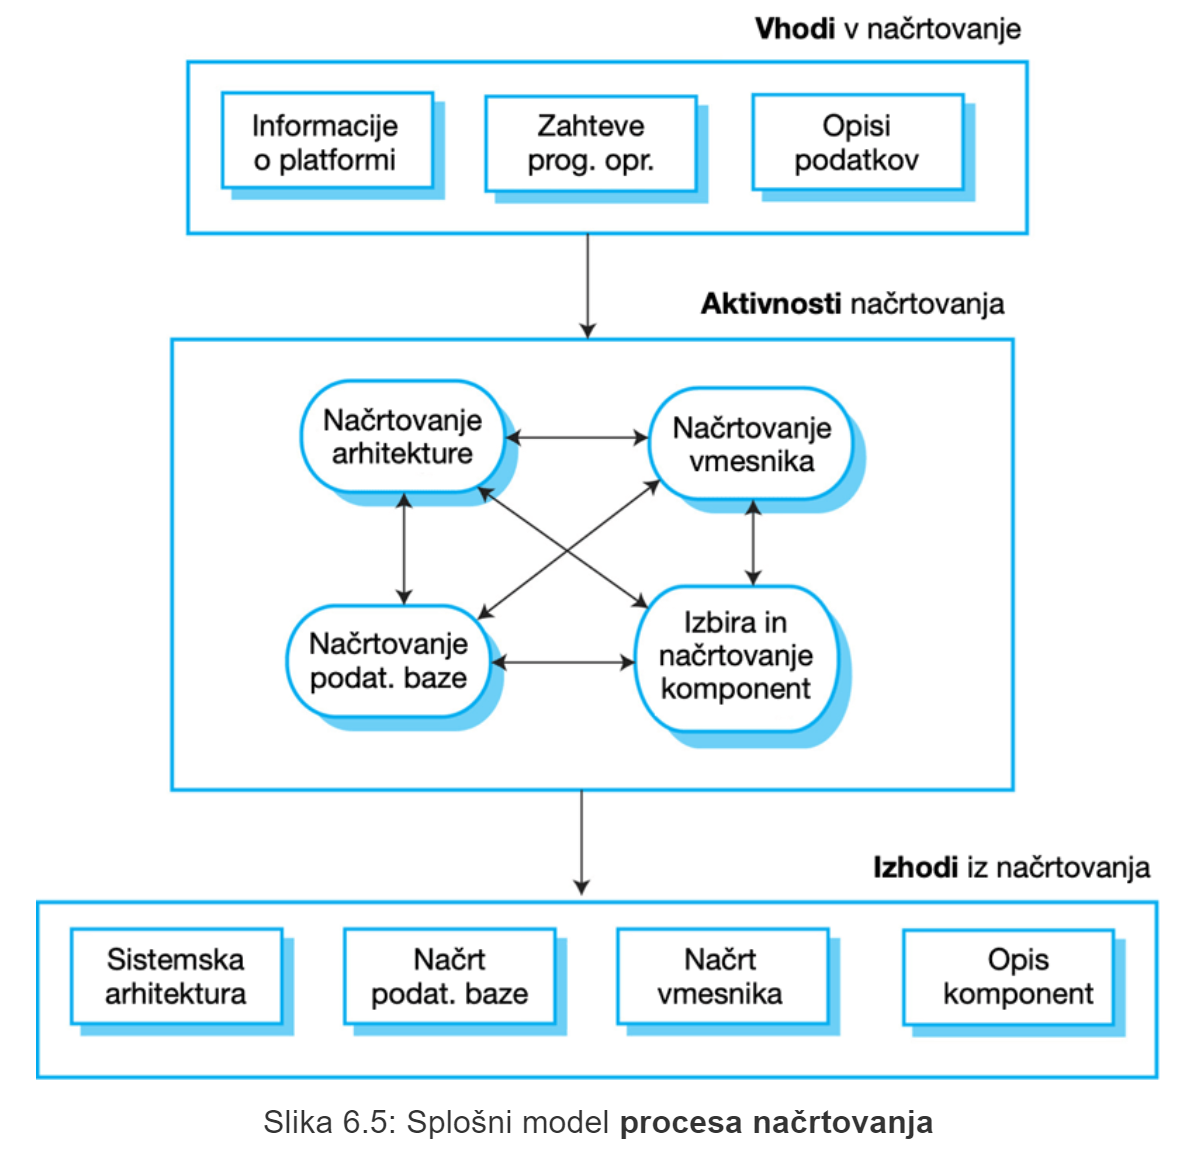 Vhodi v načrtovanje
Informacije
o platformi
Zahteve
prog. opr.
Opisi
podatkov
Aktivnosti načrtovanja
Načrtovanje
arhitekture
Načrtovanje
vmesnika
Načrtovanje
podat. baze
Izbira in
načrtovanje
komponent
Izhodi iz načrtovanja
Sistemska
arhitektura
Načrt
podat. baze
Načrt
vmesnika
Opis
komponent
Slika 6.5: Splošni model procesa načrtovanja